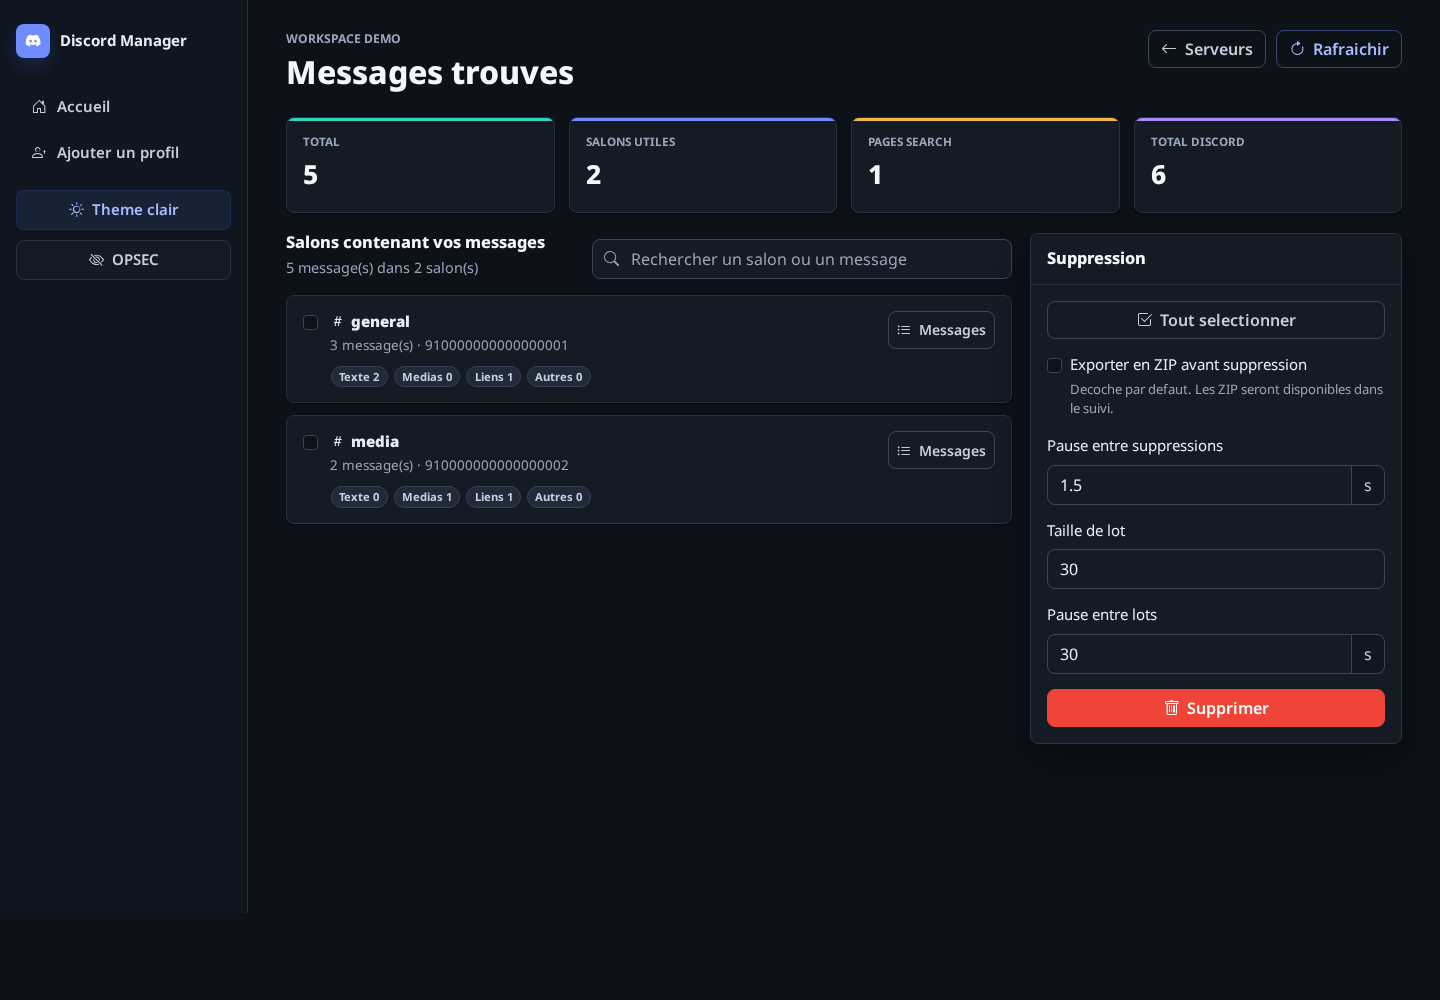 Discord Manager
Accueil
Ajouter un profil
Theme clair
OPSEC
WORKSPACE DEMO
Messages trouves
Serveurs
Rafraichir
TOTAL
5
SALONS UTILES
2
PAGES SEARCH
1
TOTAL DISCORD
6
Salons contenant vos messages
5 message(s) dans 2 salon(s)
Rechercher un salon ou un message
# general
3 message(s) · 910000000000000001
Texte 2 Medias 0 Liens 1 Autres 0
Messages
# media
2 message(s) · 910000000000000002
Texte 0 Medias 1 Liens 1 Autres 0
Messages
Suppression
Tout selectionner
Exporter en ZIP avant suppression
Decoche par defaut. Les ZIP seront disponibles dans
le suivi.
Pause entre suppressions
1.5 s
Taille de lot
30
Pause entre lots
30 s
Supprimer